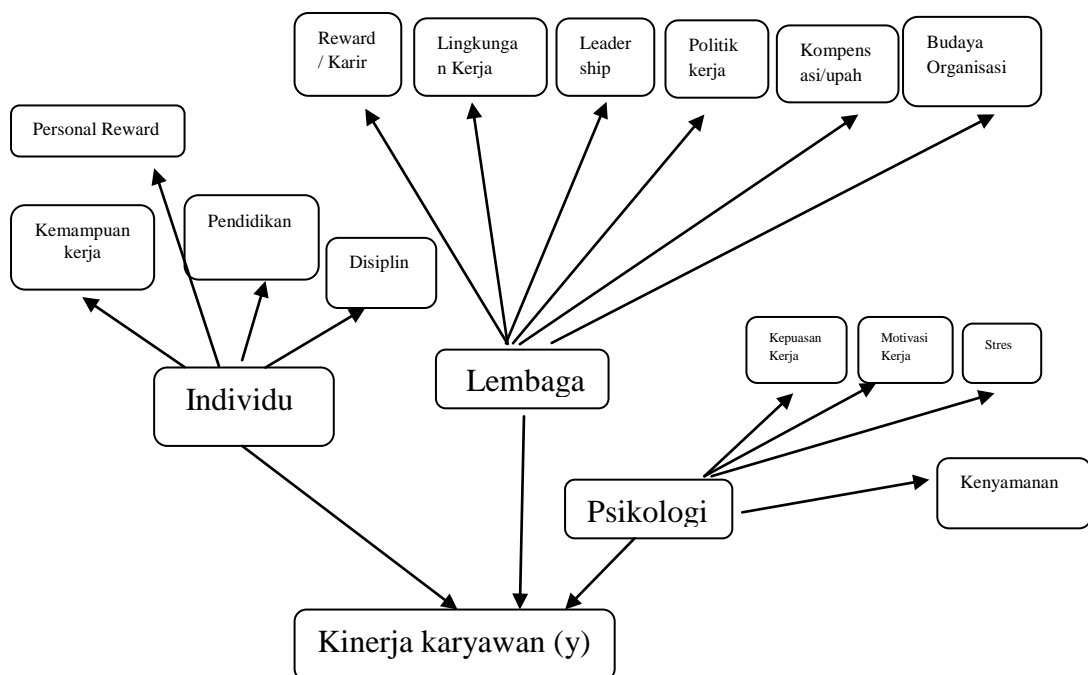 Reward
/ Karir
Lingkunga
n Kerja
Leader
ship
Politik
kerja
Kompens
asi/upah
Budaya
Organisasi
Personal Reward
Kemampuan
kerja
Pendidikan
Disiplin
Individu
Lembaga
Kepuasan
Kerja
Motivasi
Kerja
Stres
Kenyamanan
Psikologi
Kinerja karyawan (y)